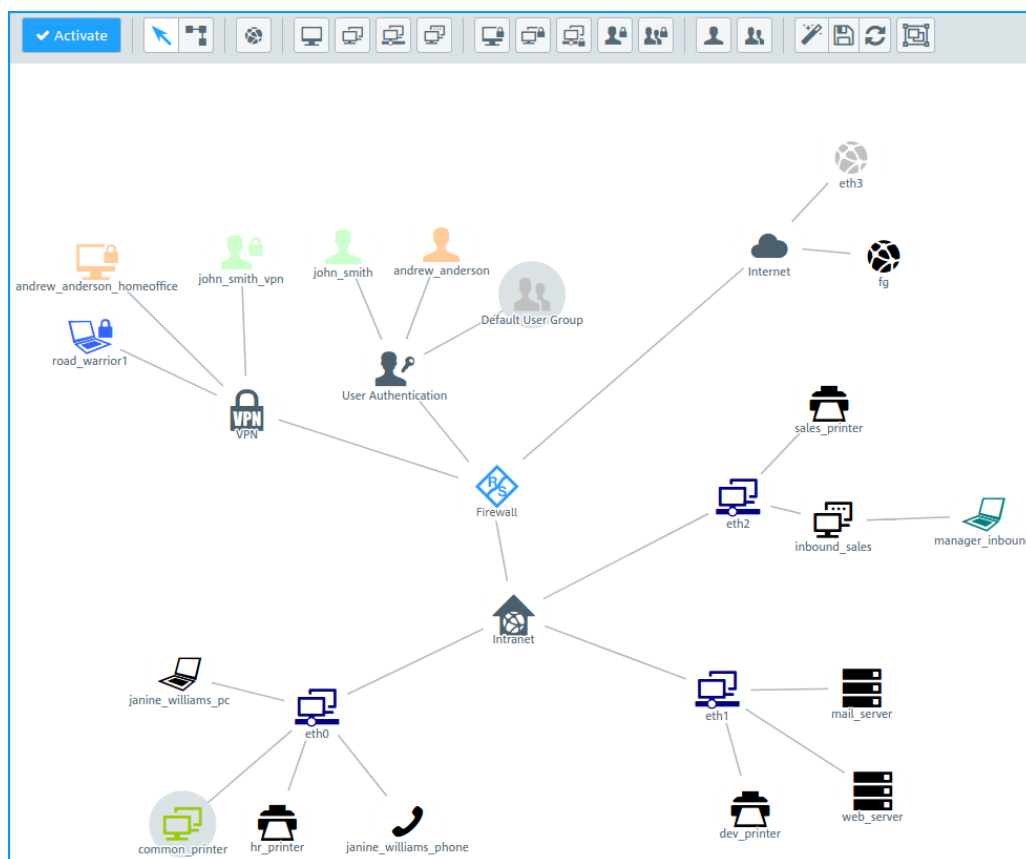 Activate
eth3
Internet
fg
andrew_anderson_homeoffice
john_smith_vpn
john_smith
andrew_anderson
Default User Group
road_warrior1
User Authentication
VPN
VPN
sales_printer
R
S
Firewall
eth2
inbound_sales
manager_inbound
Intranet
janine_williams_pc
eth0
eth1
mail_server
common_printer
hr_printer
janine_williams_phone
dev_printer
web_server